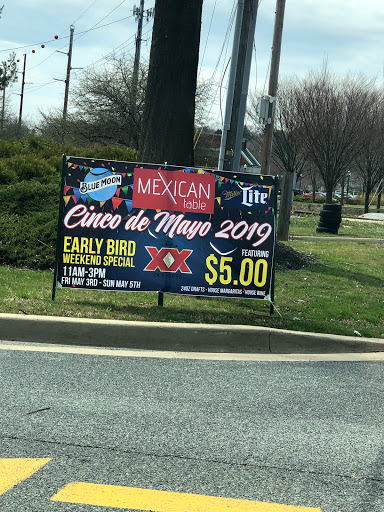 BLUE MOON
MEXICAN
table
Miller Lite
Cinco de Mayo 2019
EARLY BIRD
WEEKEND SPECIAL
11AM-3PM
FRI MAY 3RD - SUN MAY 5TH
XX
FEATURING
$5.00
24OZ DRAFTS - HOUSE MARGARITAS - HOUSE WINE